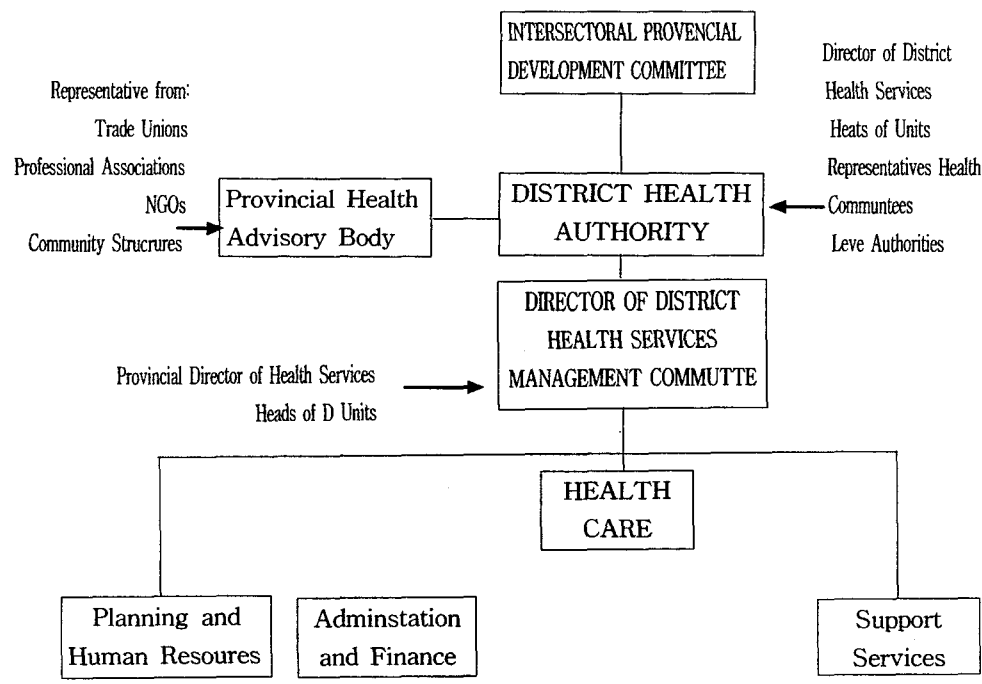 INTERSECTORAL PROVENCIAL
DEVELOPMENT COMMITTEE
Representative from:
Trade Unions
Professional Associations
NGOs
Community Strucrures
Provincial Health
Advisory Body
DISTRICT HEALTH
AUTHORITY
Director of District
Health Services
Heats of Units
Representatives Health
Communtees
Leve Authorities
DIRECTOR OF DISTRICT
HEALTH SERVICES
MANAGEMENT COMMUTTE
Provincial Director of Health Services
Heads of D Units
HEALTH
CARE
Planning and
Human Resoures
Adminstation
and Finance
Support
Services